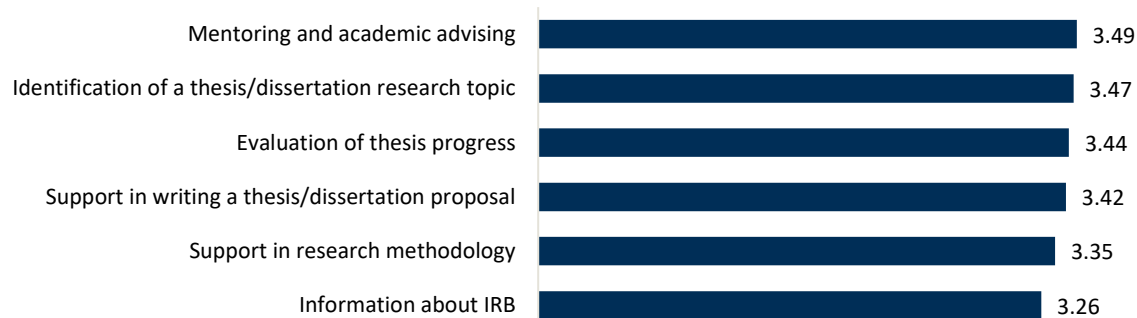 Mentoring and academic advising 3.49
Identification of a thesis/dissertation research topic 3.47
Evaluation of thesis progress 3.44
Support in writing a thesis/dissertation proposal 3.42
Support in research methodology 3.35
Information about IRB 3.26